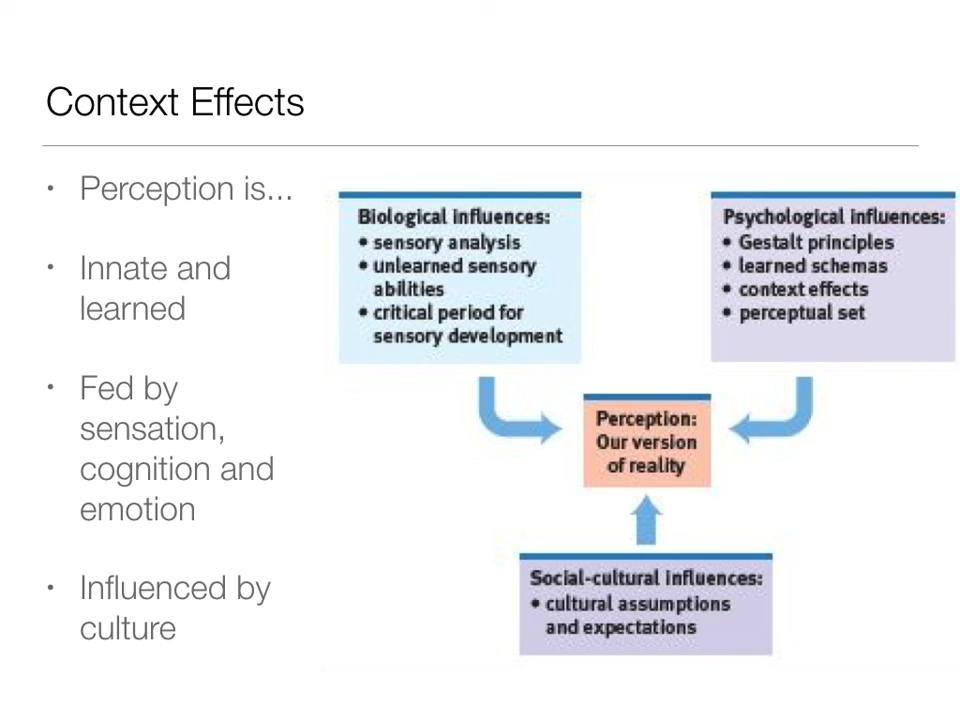 Context Effects
• Perception is...
• Innate and
learned
• Fed by
sensation,
cognition and
emotion
• Influenced by
culture
Biological influences:
• sensory analysis
• unlearned sensory
abilities
• critical period for
sensory development
Psychological influences:
• Gestalt principles
• learned schemas
• context effects
• perceptual set
Perception:
Our version
of reality
Social-cultural influences:
• cultural assumptions
and expectations